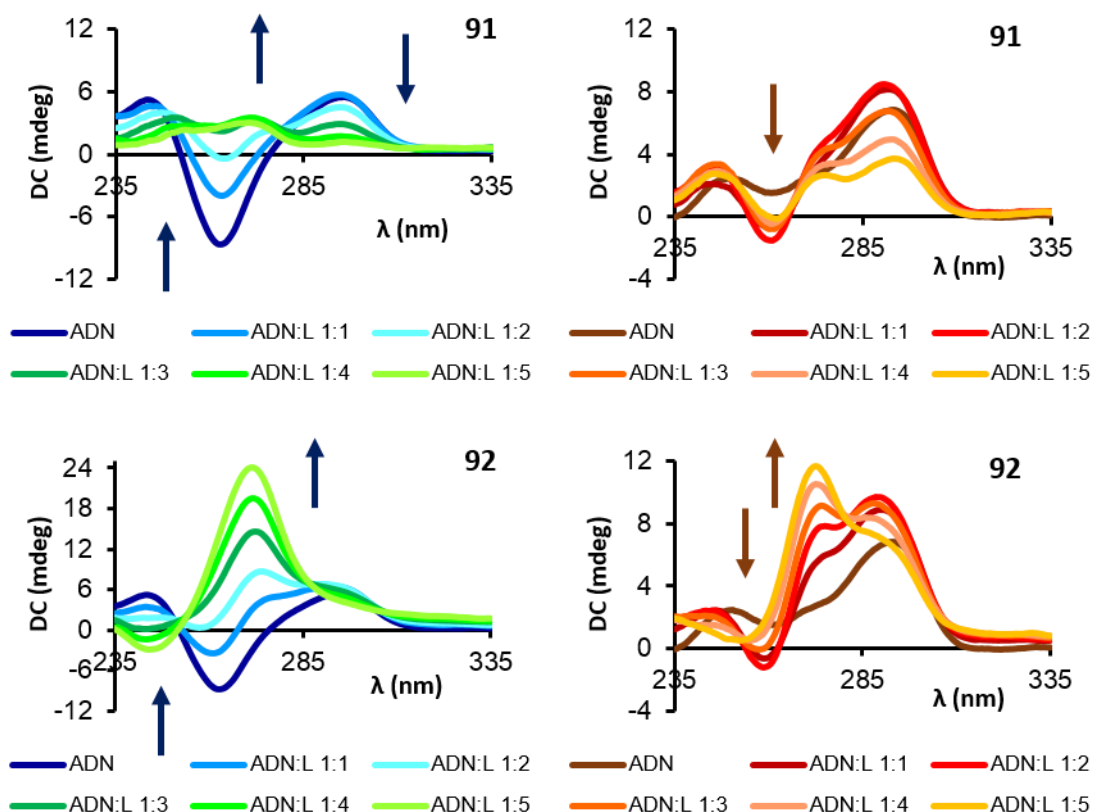 12
91
6
DC (mdeg)
0
235
285
335
-6
λ (nm)
-12
ADN
ADN:L 1:1
ADN:L 1:2
ADN:L 1:3
ADN:L 1:4
ADN:L 1:5
12
91
8
DC (mdeg)
4
0
235
285
335
λ (nm)
-4
ADN
ADN:L 1:1
ADN:L 1:2
ADN:L 1:3
ADN:L 1:4
ADN:L 1:5
24
92
18
DC (mdeg)
12
6
0
235
285
335
-6
λ (nm)
-12
ADN
ADN:L 1:1
ADN:L 1:2
ADN:L 1:3
ADN:L 1:4
ADN:L 1:5
12
92
8
DC (mdeg)
4
0
235
285
335
λ (nm)
-4
ADN
ADN:L 1:1
ADN:L 1:2
ADN:L 1:3
ADN:L 1:4
ADN:L 1:5